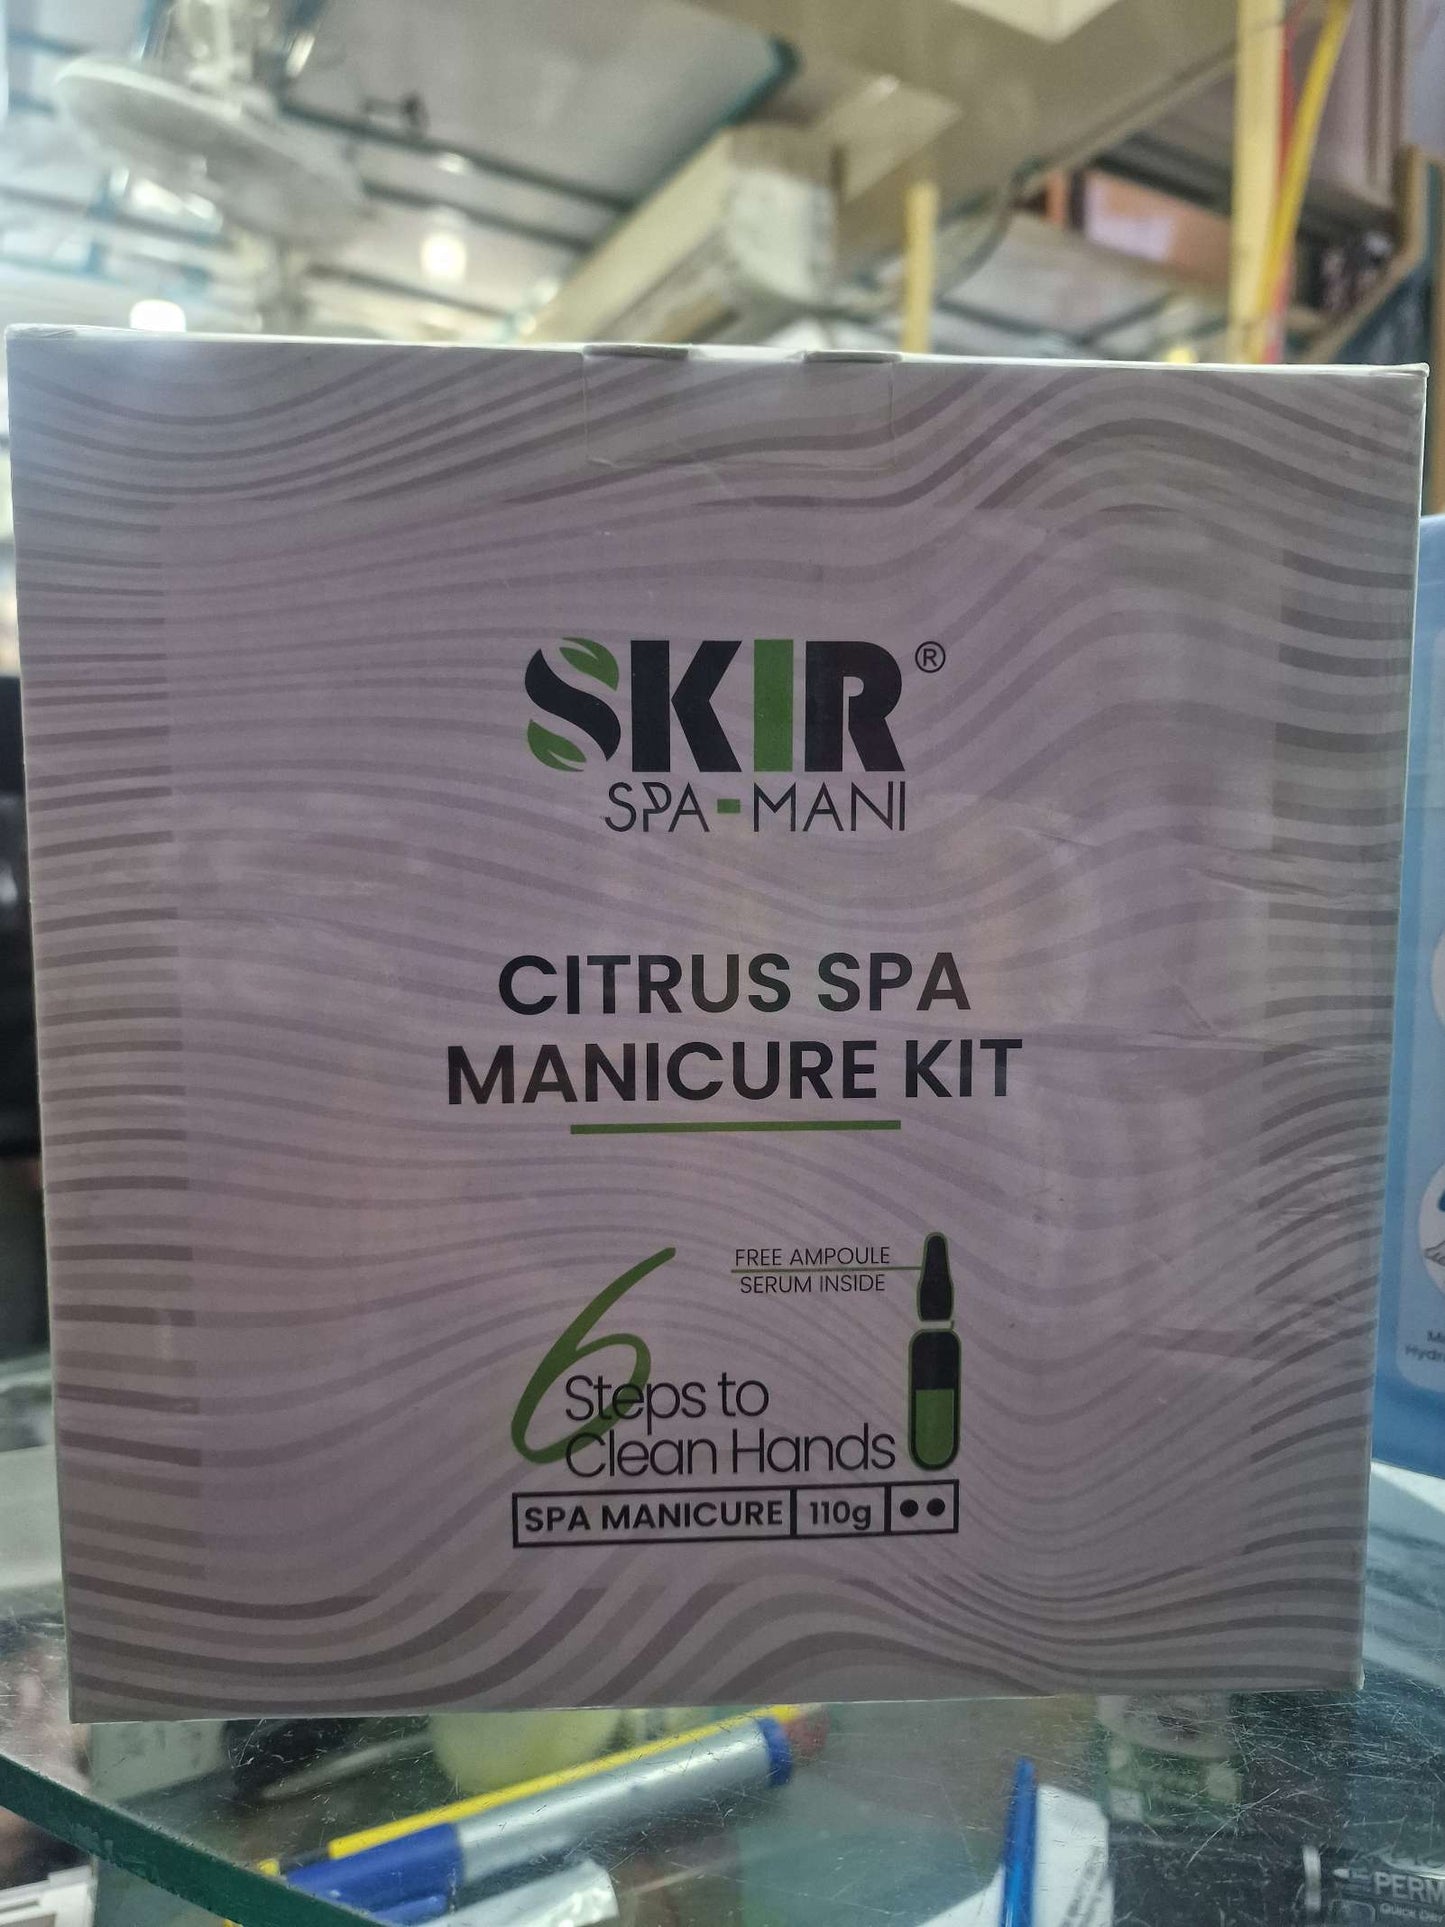 SKIR®
SPA-MANI
CITRUS SPA
MANICURE KIT
FREE AMPOULE
SERUM INSIDE
6
Steps to
Clean Hands
SPA MANICURE 110g
PERM